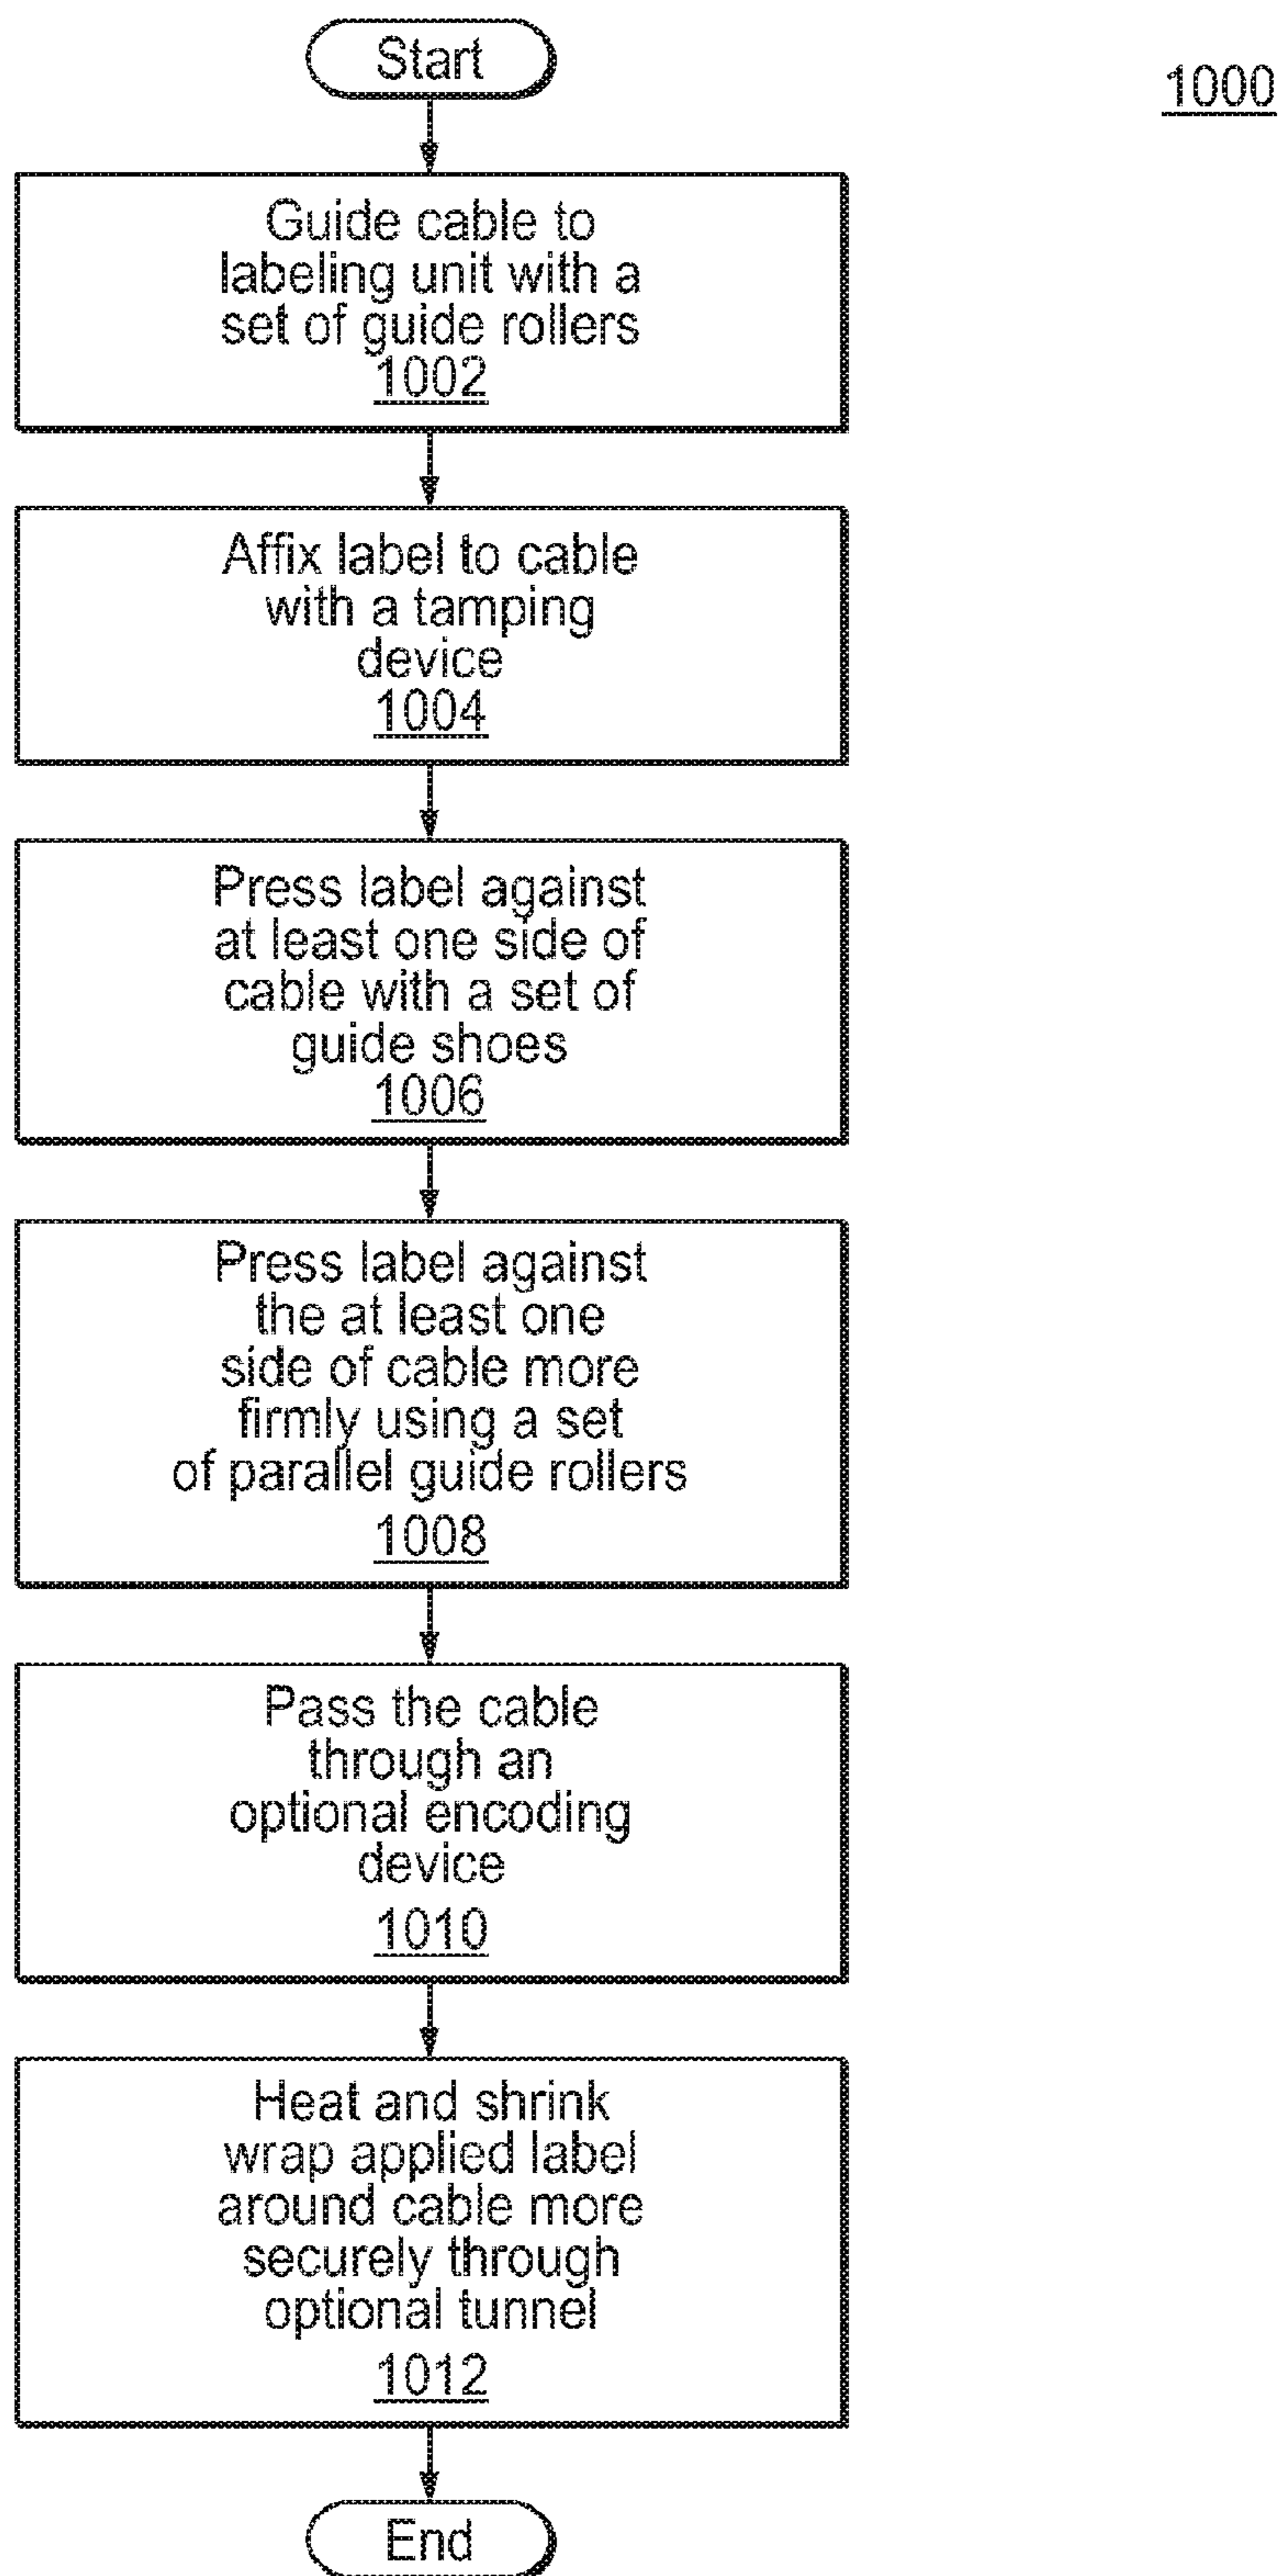 Start
1000
Guide cable to
labeling unit with a
set of guide rollers
1002
Affix label to cable
with a tamping
device
1004
Press label against
at least one side of
cable with a set of
guide shoes
1006
Press label against
the at least one
side of cable more
firmly using a set
of parallel guide rollers
1008
Pass the cable
through an
optional encoding
device
1010
Heat and shrink
wrap applied label
around cable more
securely through
optional tunnel
1012
End